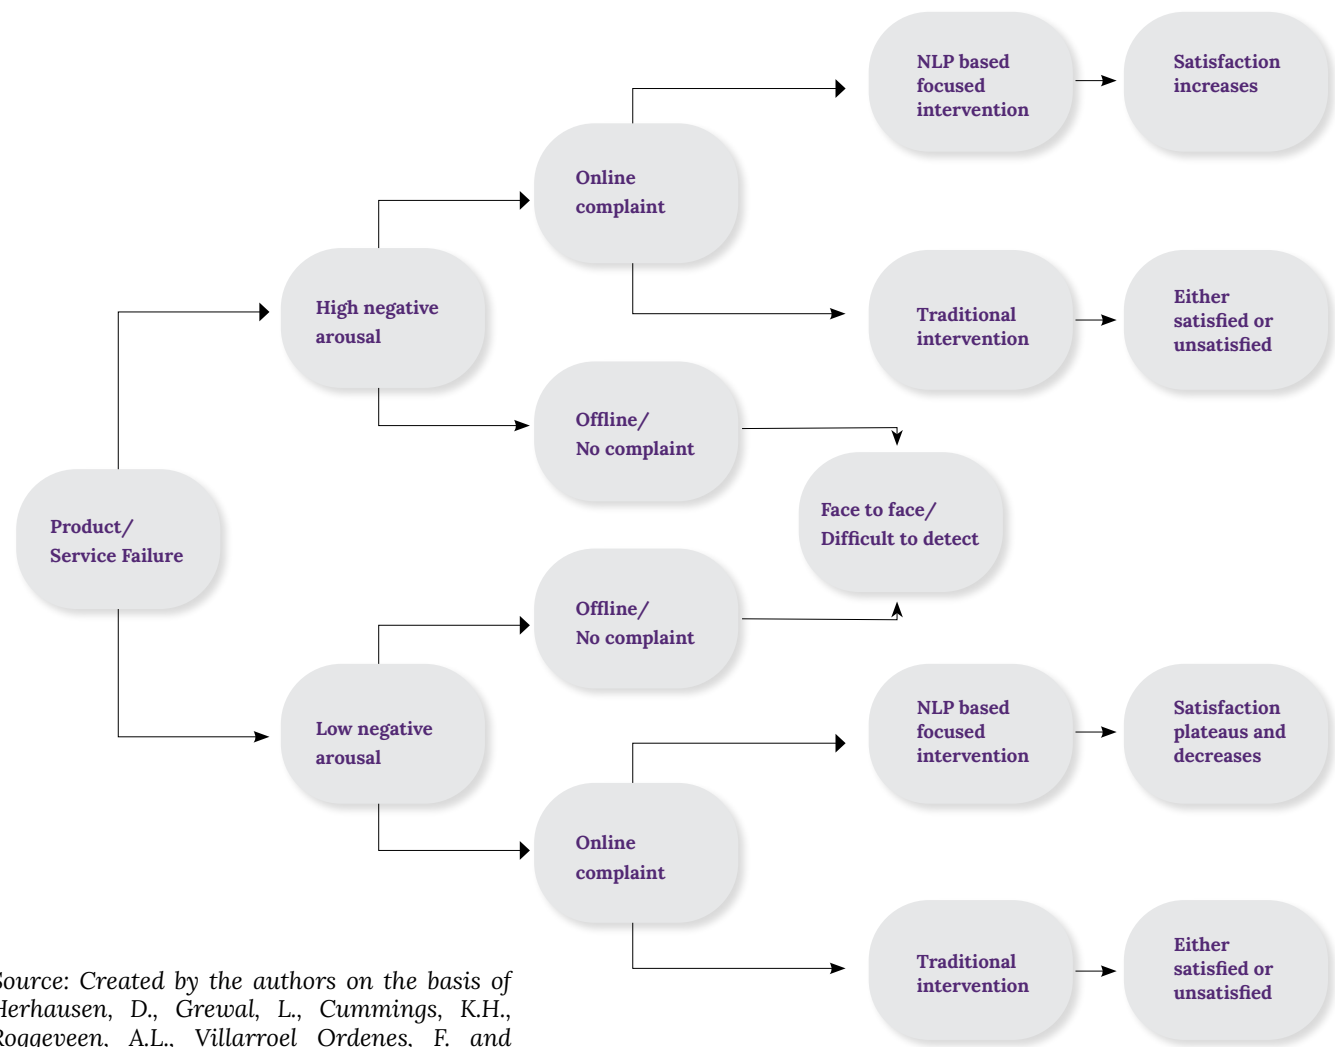 NLP based
focused
intervention
Satisfaction
increases
Online
complaint
High negative
arousal
Traditional
intervention
Either
satisfied or
unsatisfied
Offline/
No complaint
Product/
Service Failure
Face to face/
Difficult to detect
Offline/
No complaint
Low negative
arousal
NLP based
focused
intervention
Satisfaction
plateaus and
decreases
Online
complaint
Traditional
intervention
Either
satisfied or
unsatisfied
Source: Created by the authors on the basis of
Herhausen, D., Grewal, L., Cummings, K.H.,
Roggeveen, A.L., Villarroel Ordenes, F. and